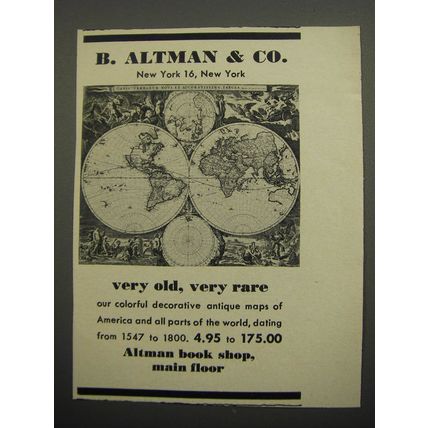 B. ALTMAN & CO.
New York 16, New York
very old, very rare
our colorful decorative antique maps of
America and all parts of the world, dating
from 1547 to 1800. 4.95 to 175.00
Altman book shop,
main floor